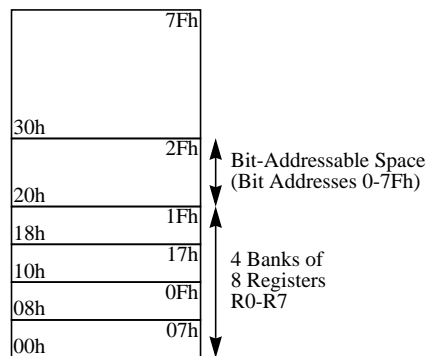 7Fh
30h
2Fh
20h
Bit-Addressable Space
(Bit Addresses 0-7Fh)
1Fh
18h
17h
10h
0Fh
08h
07h
00h
4 Banks of
8 Registers
R0-R7